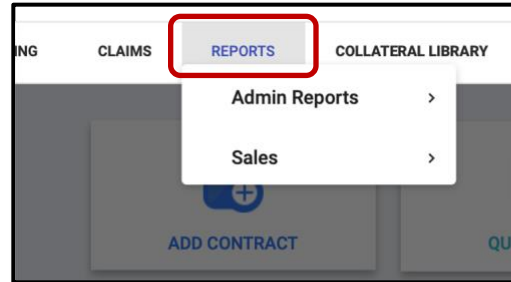 ING CLAIMS REPORTS COLLATERAL LIBRARY
Admin Reports
Sales
ADD CONTRACT QU